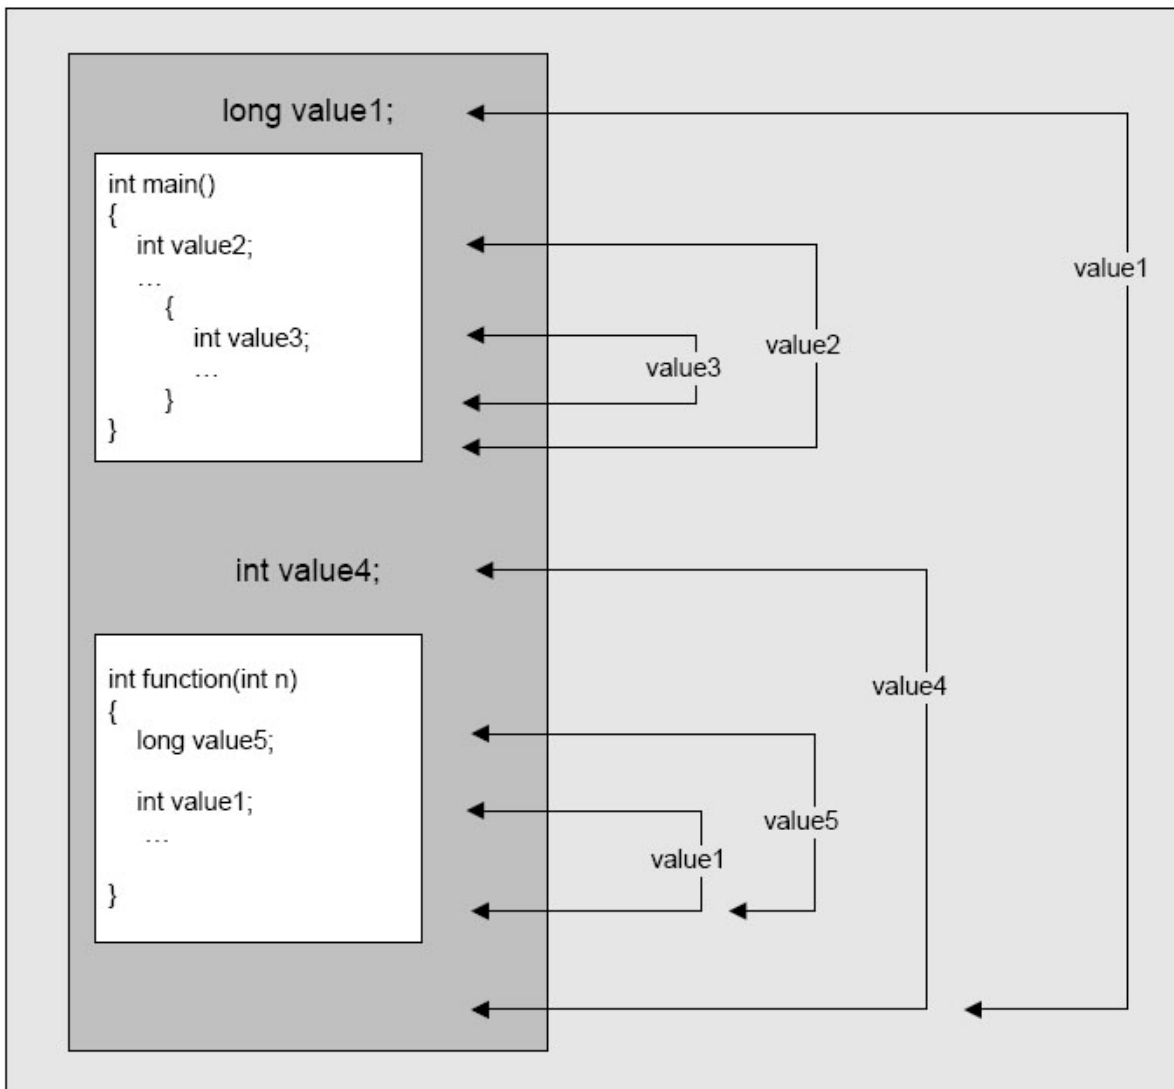 long value1;
int main()
{
int value2;
...
{
int value3;
...
}
}
value1
value2
value3
int value4;
int function(int n)
{
long value5;
int value1;
...
}
value4
value5
value1